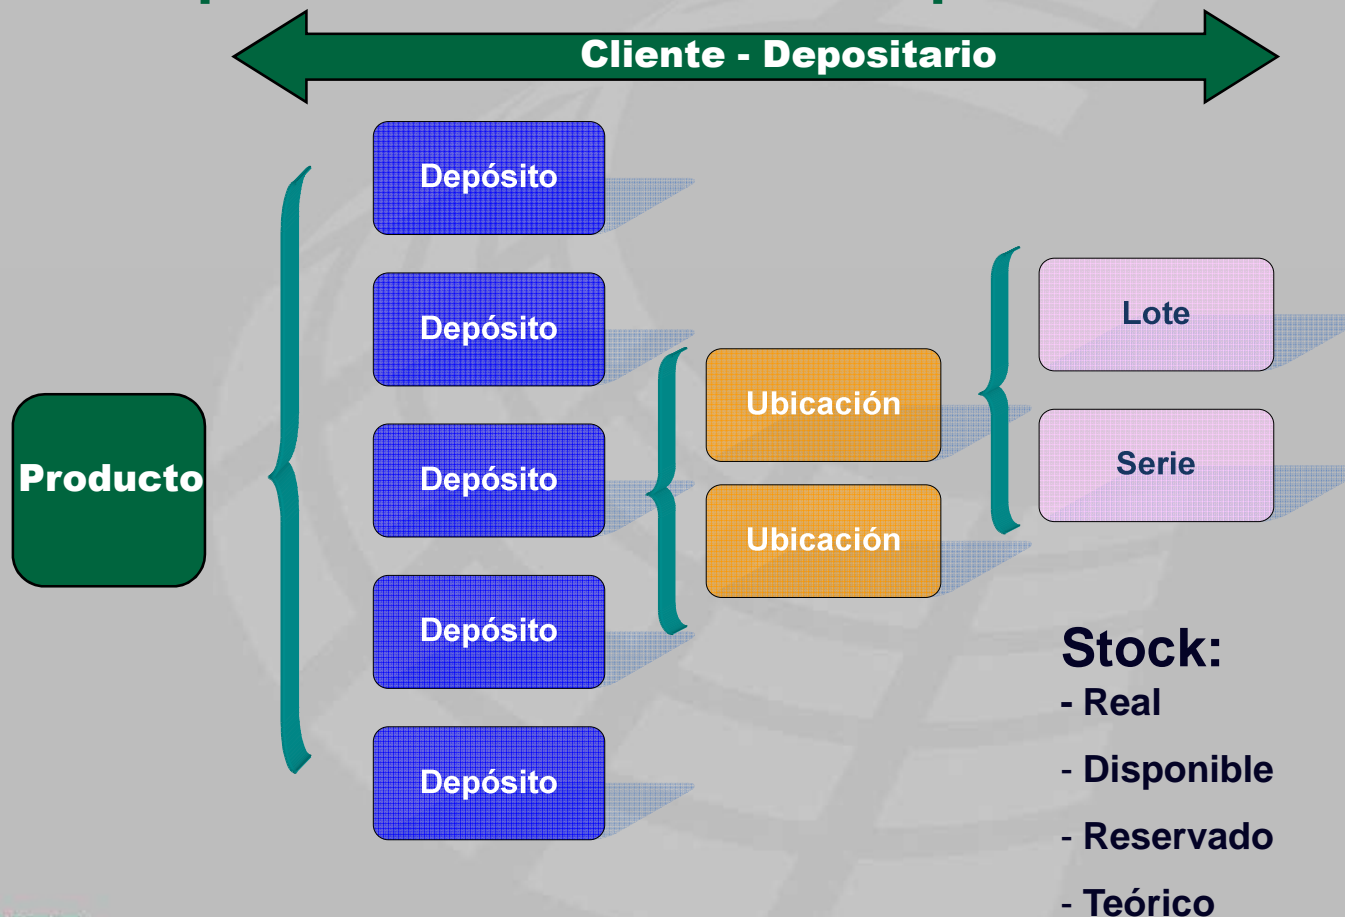 Cliente - Depositario
Depósito
Depósito
Depósito
Depósito
Depósito
Producto
Ubicación
Ubicación
Lote
Serie
Stock:
- Real
- Disponible
- Reservado
- Teórico